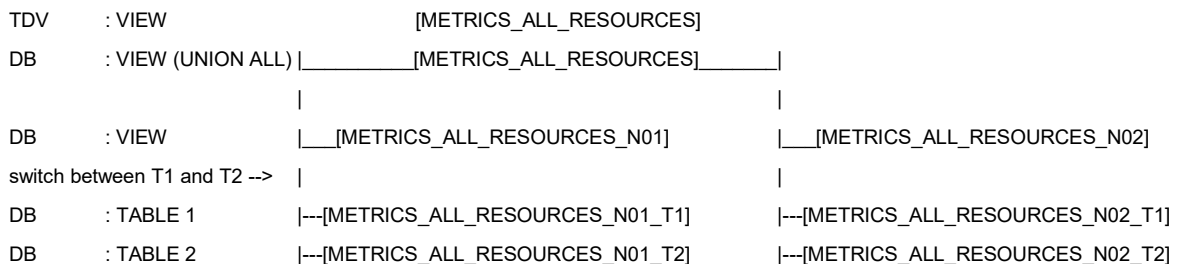 TDV : VIEW [METRICS_ALL_RESOURCES]
DB : VIEW (UNION ALL) |__________[METRICS_ALL_RESOURCES]_______|
| |
DB : VIEW |___[METRICS_ALL_RESOURCES_N01] |___[METRICS_ALL_RESOURCES_N02]
switch between T1 and T2 --> | |
DB : TABLE 1 |---[METRICS_ALL_RESOURCES_N01_T1] |---[METRICS_ALL_RESOURCES_N02_T1]
DB : TABLE 2 |---[METRICS_ALL_RESOURCES_N01_T2] |---[METRICS_ALL_RESOURCES_N02_T2]